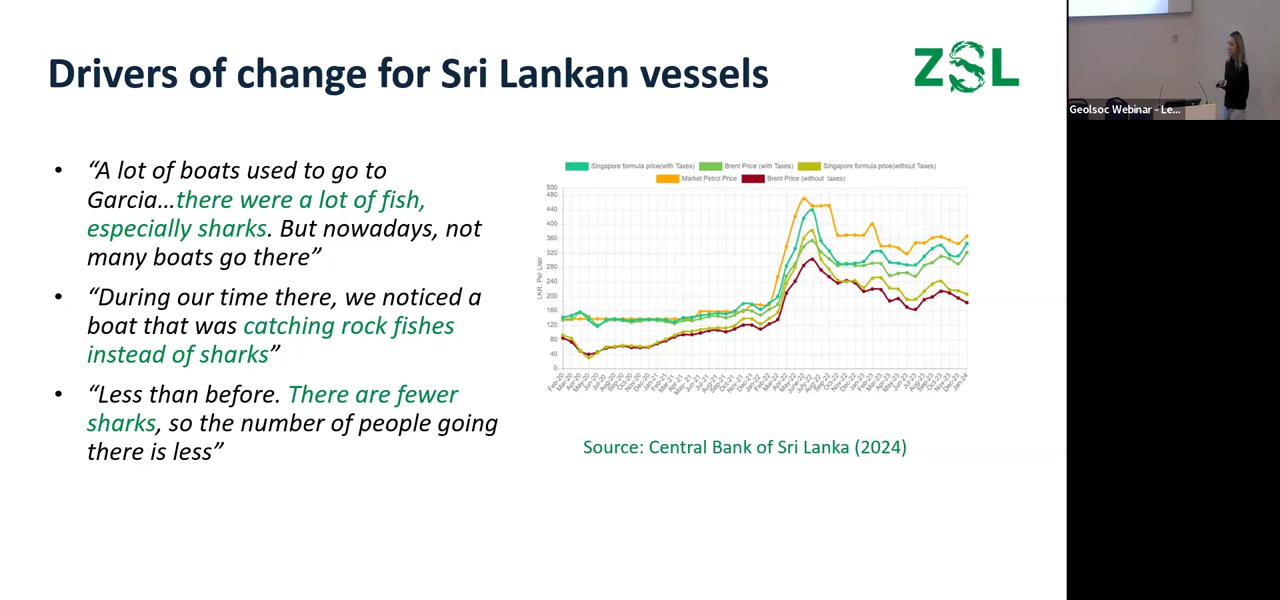 Drivers of change for Sri Lankan vessels
ZSL
• “A lot of boats used to go to
Garcia…there were a lot of fish,
especially sharks. But nowadays, not
many boats go there”
• “During our time there, we noticed a
boat that was catching rock fishes
instead of sharks”
• “Less than before. There are fewer
sharks, so the number of people going
there is less”
Singapore formula price(with Taxes) Brent Price (with Taxes) Singapore formula price(without Taxes)
Market Petrol Price Brent Price (without taxes)
LKR. Per Liter
500
480
440
400
360
320
280
240
200
160
120
80
40
0
Source: Central Bank of Sri Lanka (2024)
Geolsoc Webinar - Le...